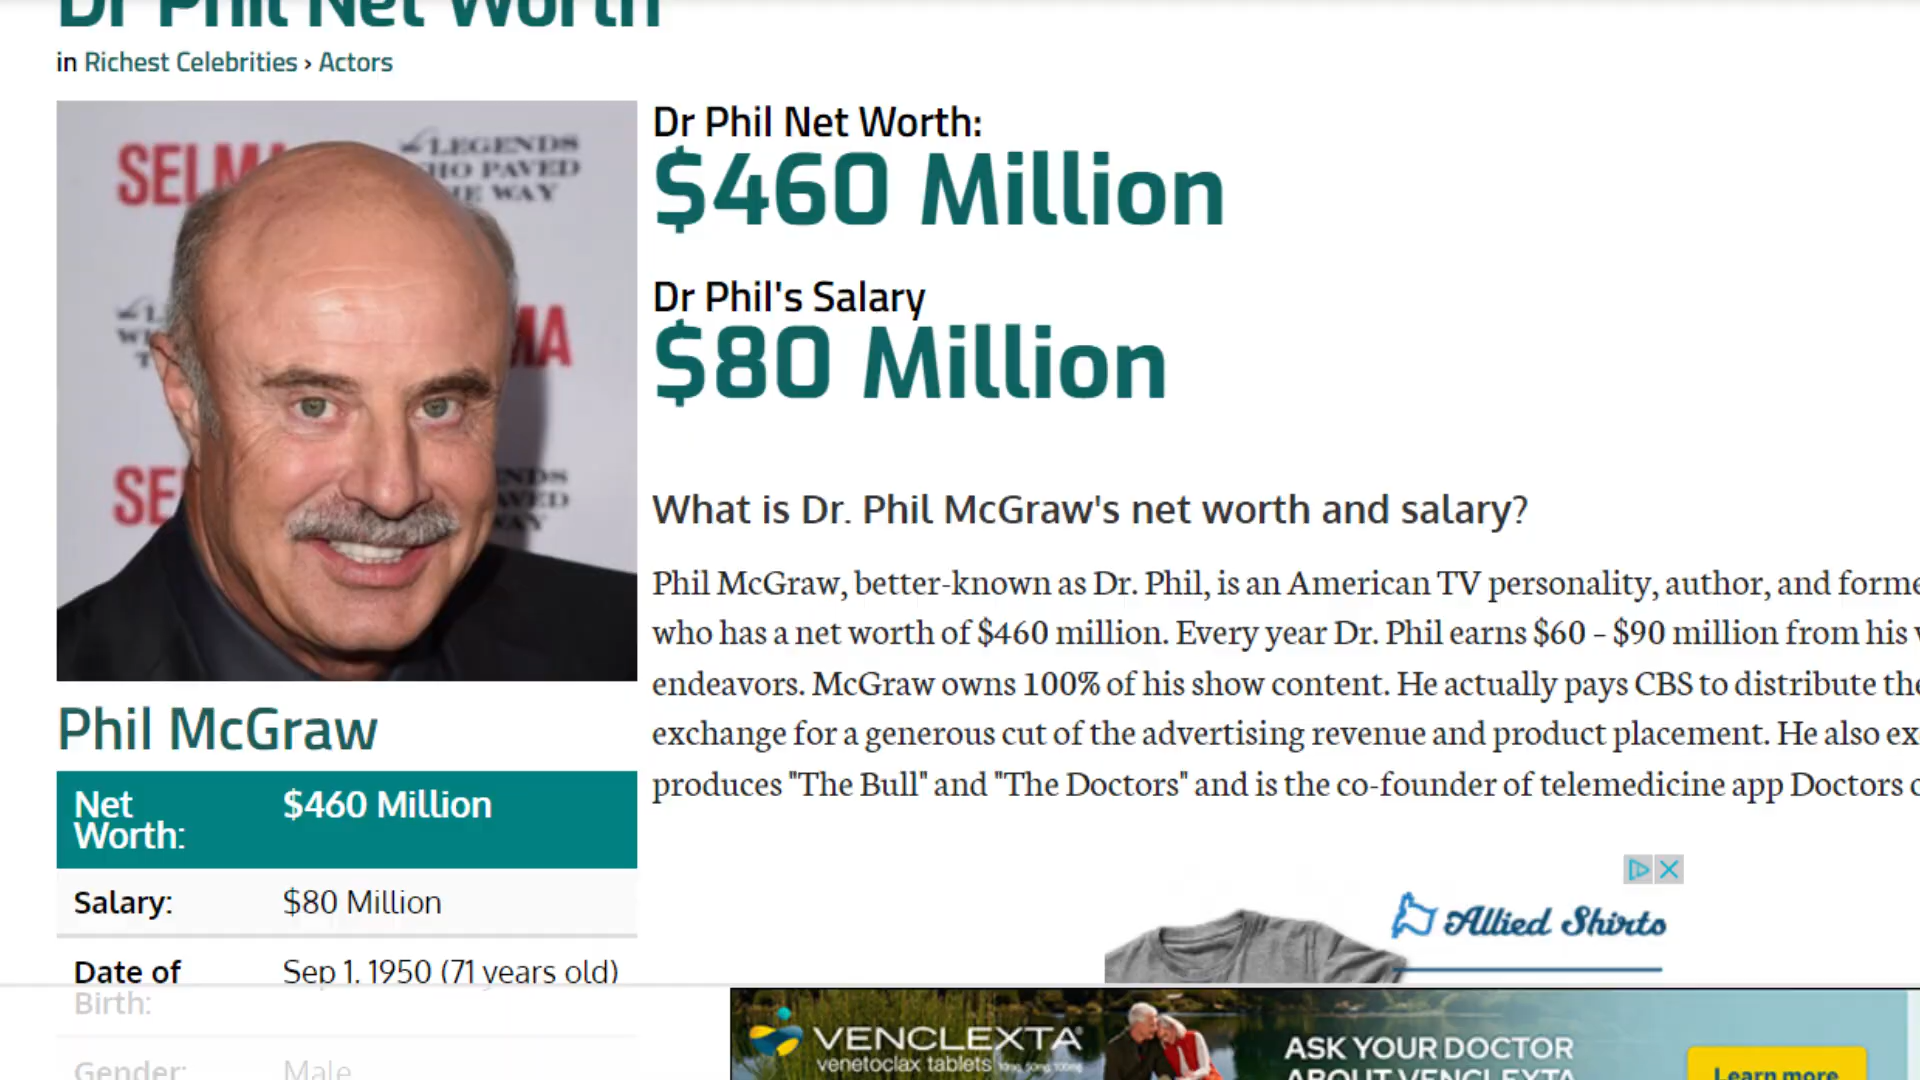 Dr Phil Net Worth
in Richest Celebrities › Actors
SELMA
LEGENDS
WHO PAVED
THE WAY
Dr Phil Net Worth:
$460 Million
Dr Phil's Salary
$80 Million
What is Dr. Phil McGraw's net worth and salary?
Phil McGraw, better-known as Dr. Phil, is an American TV personality, author, and forme
who has a net worth of $460 million. Every year Dr. Phil earns $60 – $90 million from his
endeavors. McGraw owns 100% of his show content. He actually pays CBS to distribute the
exchange for a generous cut of the advertising revenue and product placement. He also ex
produces "The Bull" and "The Doctors" and is the co-founder of telemedicine app Doctors
Phil McGraw
Net Worth: $460 Million
Salary: $80 Million
Date of Birth: Sep 1, 1950 (71 years old)
Gender: Male
Allied Shirts
VENCLEXTA
venetoclax tablets
ASK YOUR DOCTOR
ABOUT VENCLEXTA
Learn more